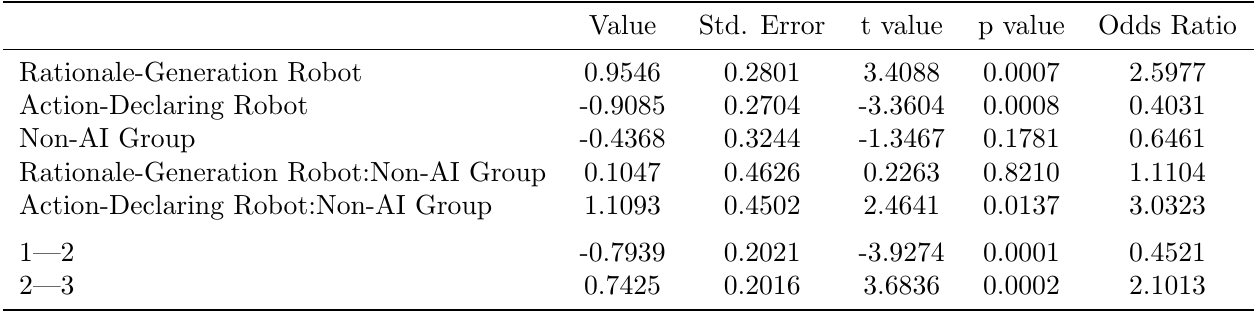 Value Std. Error t value p value Odds Ratio
Rationale-Generation Robot 0.9546 0.2801 3.4088 0.0007 2.5977
Action-Declaring Robot -0.9085 0.2704 -3.3604 0.0008 0.4031
Non-AI Group -0.4368 0.3244 -1.3467 0.1781 0.6461
Rationale-Generation Robot:Non-AI Group 0.1047 0.4626 0.2263 0.8210 1.1104
Action-Declaring Robot:Non-AI Group 1.1093 0.4502 2.4641 0.0137 3.0323
1—2 -0.7939 0.2021 -3.9274 0.0001 0.4521
2—3 0.7425 0.2016 3.6836 0.0002 2.1013